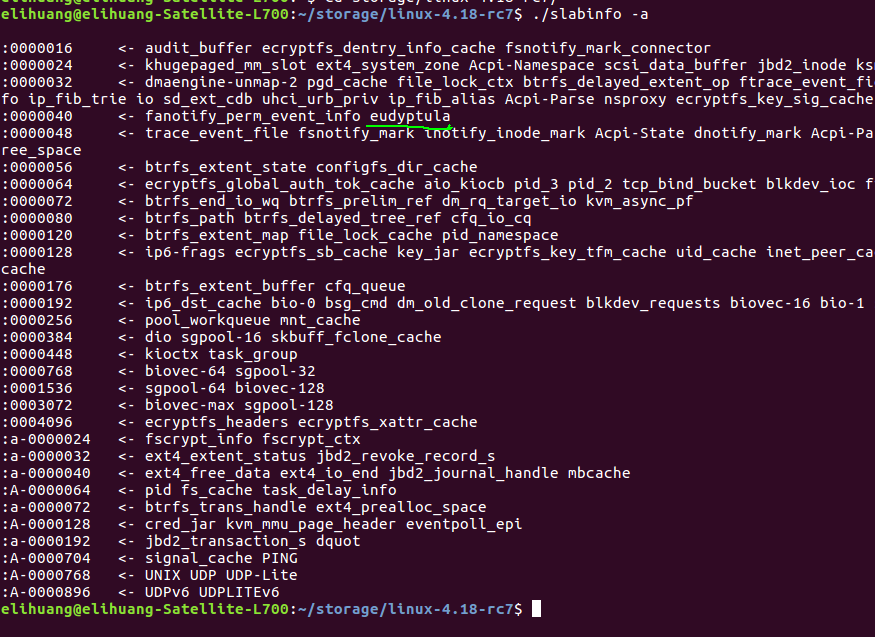 elihuang@elihuang-Satellite-L700:~/storage/linux-4.18-rc7$ ./slabinfo -a
:0000016 <- audit_buffer ecryptfs_dentry_info_cache fsnotify_mark_connector
:0000024 <- khugepaged_mm_slot ext4_system_zone Acpi-Namespace scsi_data_buffer jbd2_inode ksm
:0000032 <- dmaengine-unmap-2 pgd_cache file_lock_ctx btrfs_delayed_extent_op ftrace_event_fie
fo ip_fib_trie io sd_ext_cdb uhci_urb_priv ip_fib_alias Acpi-Parse nsproxy ecryptfs_key_sig_cache
:0000040 <- fanotify_perm_event_info eudyptula
:0000048 <- trace_event_file fsnotify_mark inotify_inode_mark Acpi-State dnotify_mark Acpi-Pa
ree_space
:0000056 <- btrfs_extent_state configfs_dir_cache
:0000064 <- ecryptfs_global_auth_tok_cache aio_kiocb pid_3 pid_2 tcp_bind_bucket blkdev_ioc f
:0000072 <- btrfs_end_io_wq btrfs_prelim_ref dm_rq_target_io kvm_async_pf
:0000080 <- btrfs_path btrfs_delayed_tree_ref cfq_io_cq
:0000120 <- btrfs_extent_map file_lock_cache pid_namespace
:0000128 <- ip6-frags ecryptfs_sb_cache key_jar ecryptfs_key_tfm_cache uid_cache inet_peer_ca
cache
:0000176 <- btrfs_extent_buffer cfq_queue
:0000192 <- ip6_dst_cache bio-0 bsg_cmd dm_old_clone_request blkdev_requests biovec-16 bio-1
:0000256 <- pool_workqueue mnt_cache
:0000384 <- dio sgpool-16 skbuff_fclone_cache
:0000448 <- kioctx task_group
:0000768 <- biovec-64 sgpool-32
:0001536 <- sgpool-64 biovec-128
:0003072 <- biovec-max sgpool-128
:0004096 <- ecryptfs_headers ecryptfs_xattr_cache
:a-0000024 <- fscrypt_info fscrypt_ctx
:a-0000032 <- ext4_extent_status jbd2_revoke_record_s
:a-0000040 <- ext4_free_data ext4_io_end jbd2_journal_handle mbcache
:A-0000064 <- pid fs_cache task_delay_info
:a-0000072 <- btrfs_trans_handle ext4_prealloc_space
:A-0000128 <- cred_jar kvm_mmu_page_header eventpoll_epi
:a-0000192 <- jbd2_transaction_s dquot
:A-0000704 <- signal_cache PING
:A-0000768 <- UNIX UDP UDP-Lite
:A-0000896 <- UDPv6 UDPLITEv6
elihuang@elihuang-Satellite-L700:~/storage/linux-4.18-rc7$